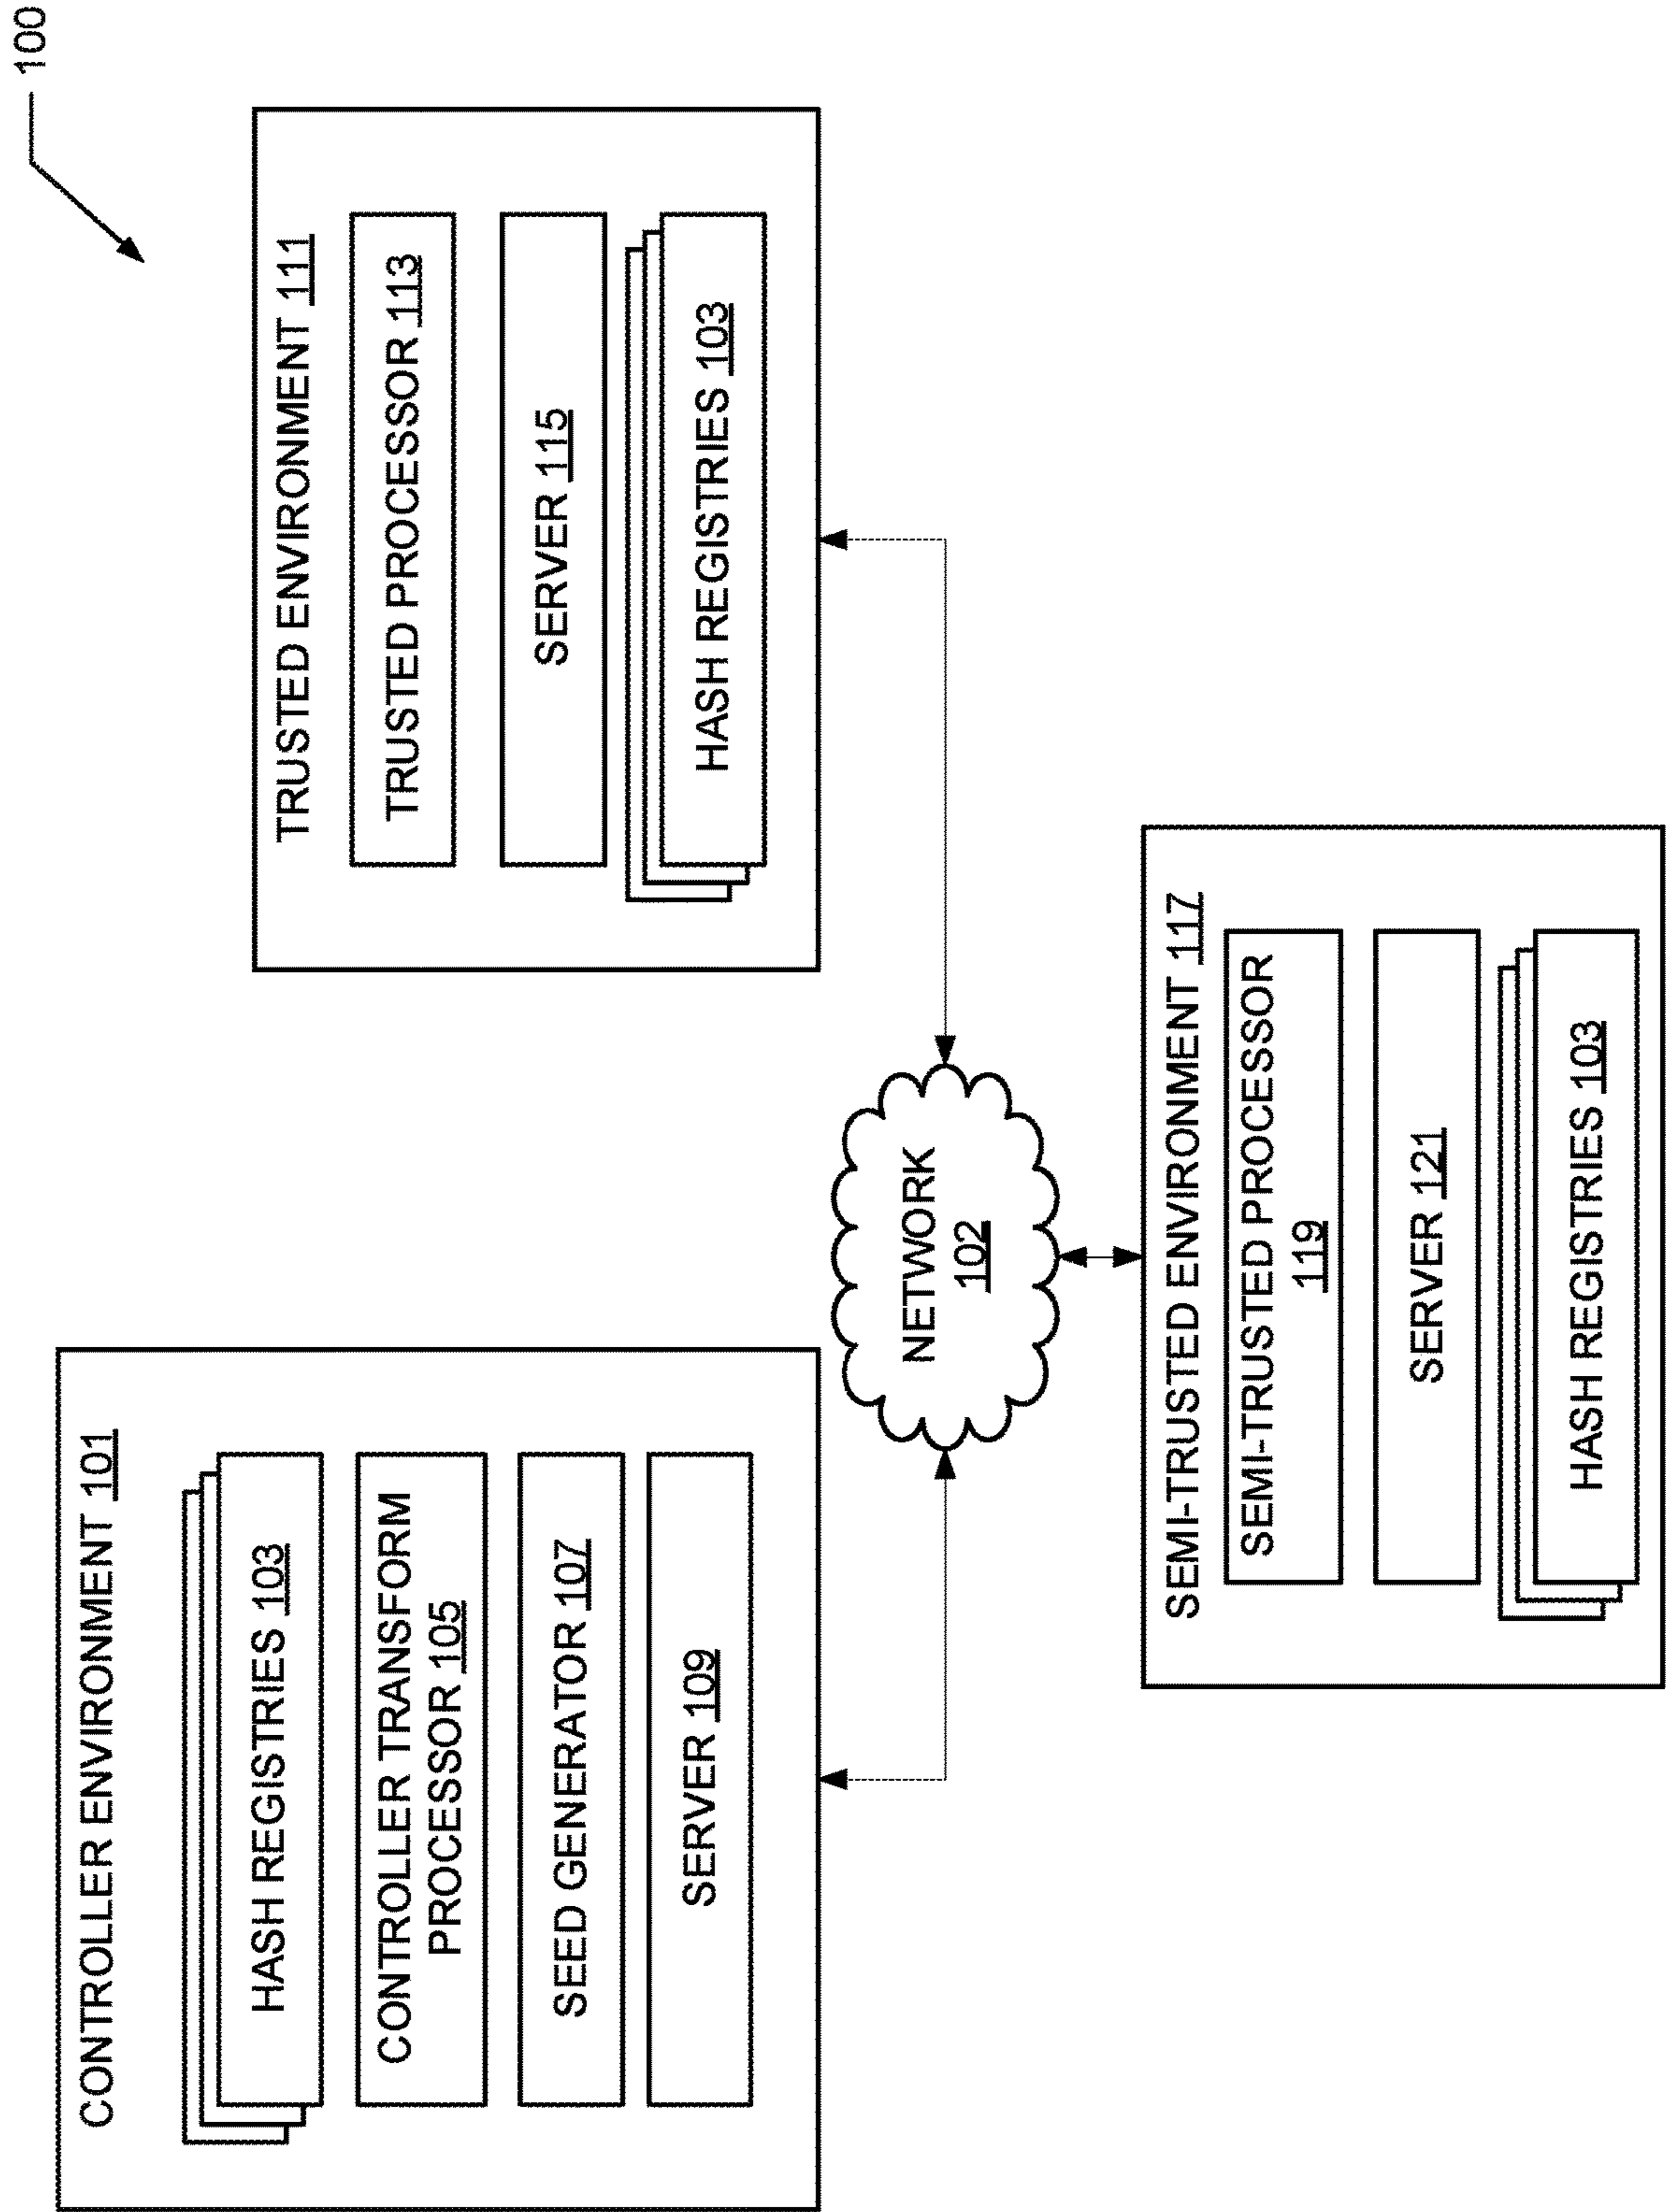 100
CONTROLLER ENVIRONMENT 101
HASH REGISTRIES 103
CONTROLLER TRANSFORM
PROCESSOR 105
SEED GENERATOR 107
SERVER 109
TRUSTED ENVIRONMENT 111
TRUSTED PROCESSOR 113
SERVER 115
HASH REGISTRIES 103
NETWORK
102
SEMI-TRUSTED ENVIRONMENT 117
SEMI-TRUSTED PROCESSOR
119
SERVER 121
HASH REGISTRIES 103